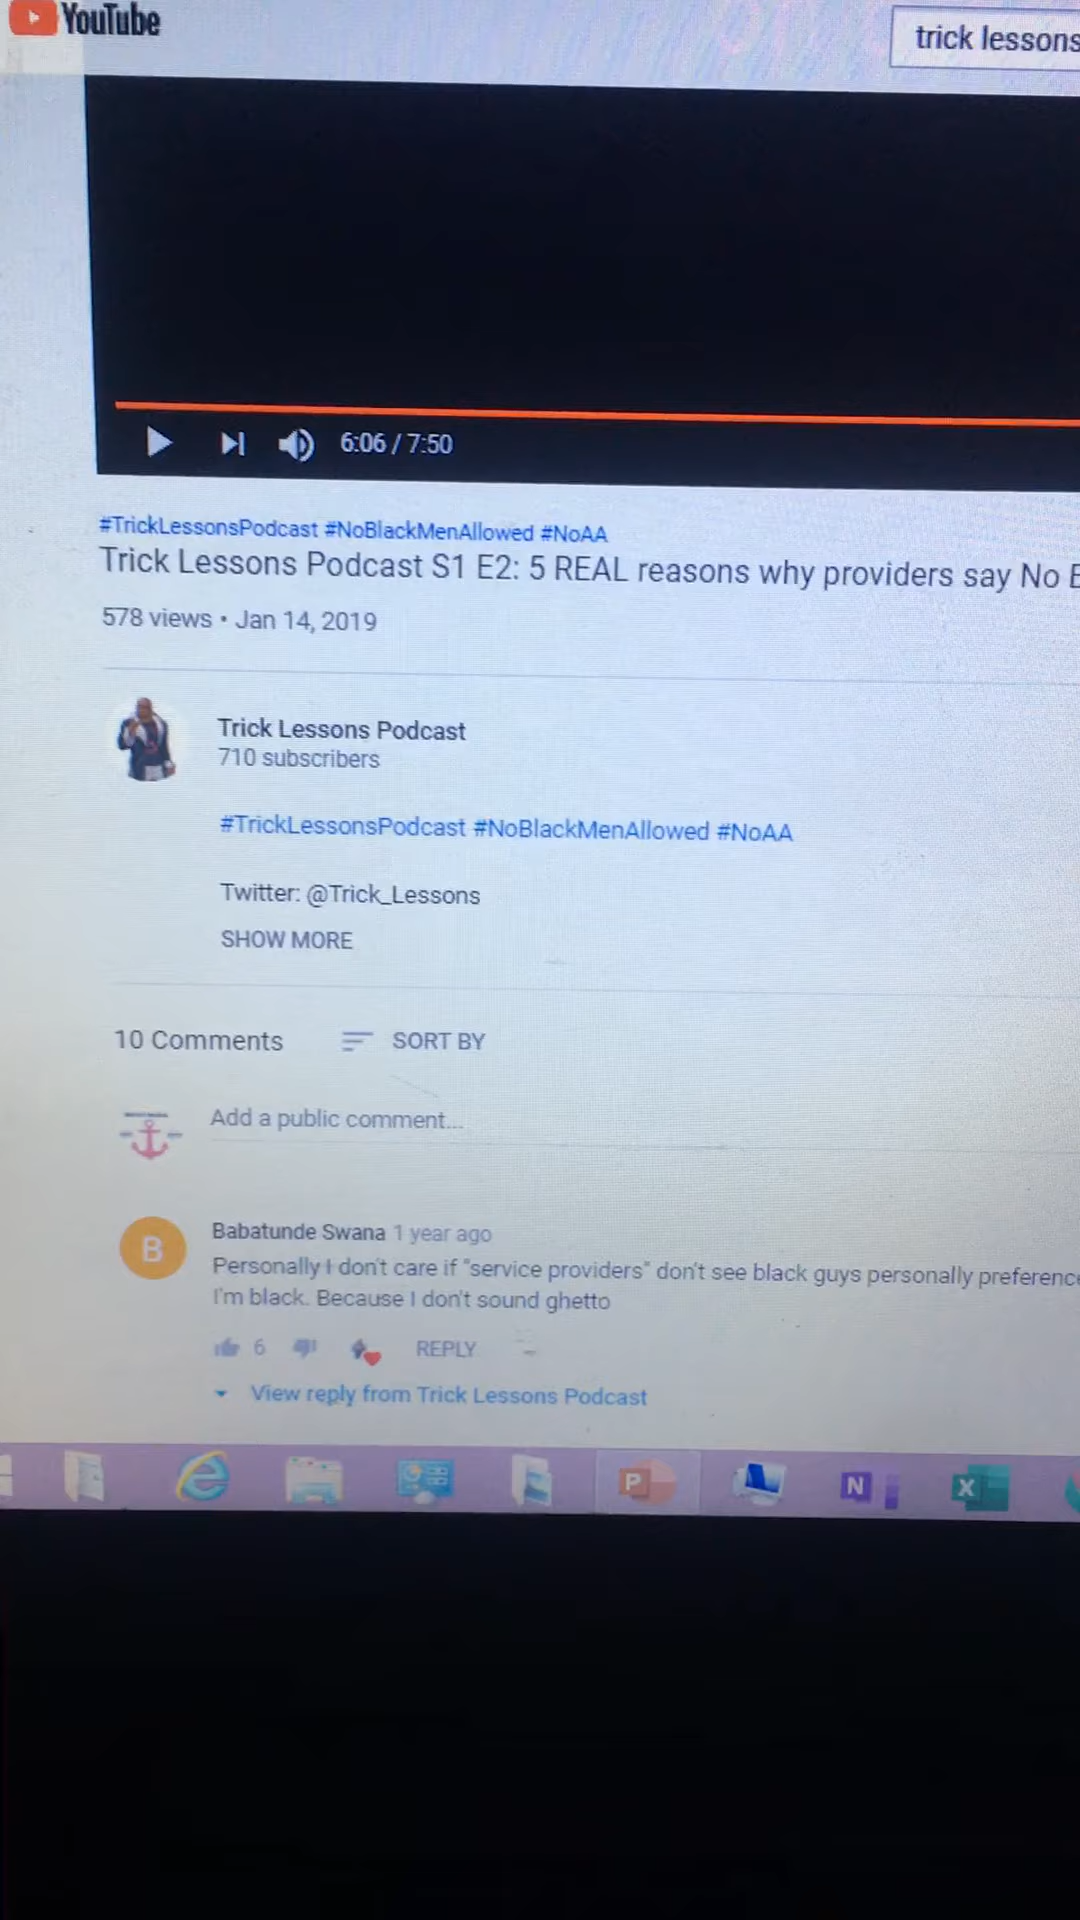 YouTube
trick lessons
6:06 / 7:50
#TrickLessonsPodcast #NoBlackMenAllowed #NoAA
Trick Lessons Podcast S1 E2: 5 REAL reasons why providers say No
578 views • Jan 14, 2019
Trick Lessons Podcast
710 subscribers
#TrickLessonsPodcast #NoBlackMenAllowed #NoAA
Twitter: @Trick_Lessons
SHOW MORE
10 Comments
SORT BY
Add a public comment...
B
Babatunde Swana 1 year ago
Personally I don't care if "service providers" don't see black guys personally preference
I'm black. Because I don't sound ghetto
6
REPLY
View reply from Trick Lessons Podcast
P
N
X